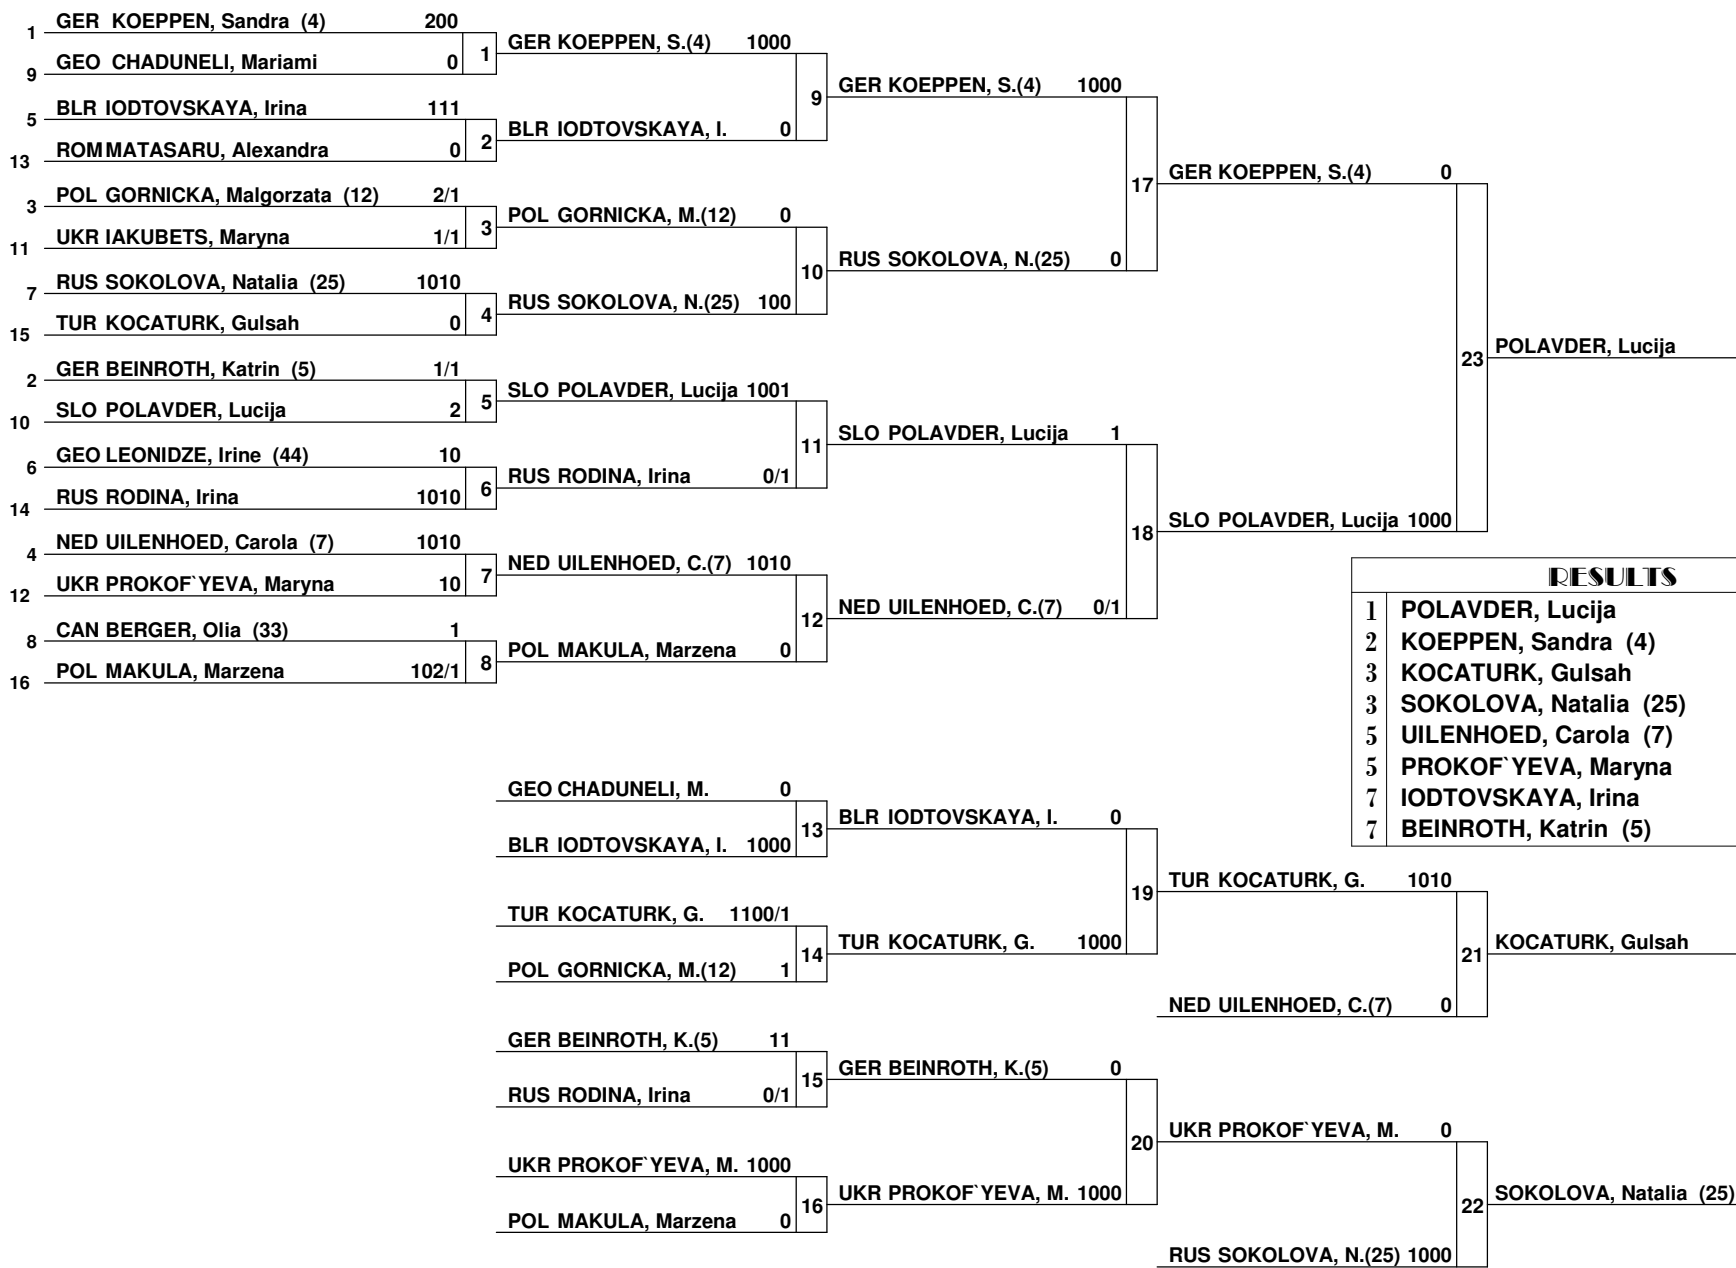 1 GER KOEPPEN, Sandra (4) 200
9 GEO CHADUNELI, Mariami 0
1
5 BLR IODTOVSKAYA, Irina 111
13 ROM MATASARU, Alexandra 0
2
3 POL GORNICKA, Malgorzata (12) 2/1
11 UKR IAKUBETS, Maryna 1/1
3
7 RUS SOKOLOVA, Natalia (25) 1010
15 TUR KOCATURK, Gulsah 0
4
2 GER BEINROTH, Katrin (5) 1/1
10 SLO POLAVDER, Lucija 2
5
6 GEO LEONIDZE, Irine (44) 10
14 RUS RODINA, Irina 1010
6
4 NED UILENHOED, Carola (7) 1010
12 UKR PROKOF`YEVA, Maryna 10
7
8 CAN BERGER, Olia (33) 1
16 POL MAKULA, Marzena 102/1
8
GER KOEPPEN, S.(4) 1000
BLR IODTOVSKAYA, I. 0
9
POL GORNICKA, M.(12) 0
RUS SOKOLOVA, N.(25) 100
10
SLO POLAVDER, Lucija 1001
RUS RODINA, Irina 0/1
11
NED UILENHOED, C.(7) 1010
POL MAKULA, Marzena 0
12
GER KOEPPEN, S.(4) 1000
RUS SOKOLOVA, N.(25) 0
17
SLO POLAVDER, Lucija 1
NED UILENHOED, C.(7) 0/1
18
GER KOEPPEN, S.(4) 0
SLO POLAVDER, Lucija 1000
23
POLAVDER, Lucija
RESULTS
1 POLAVDER, Lucija
2 KOEPPEN, Sandra (4)
3 KOCATURK, Gulsah
3 SOKOLOVA, Natalia (25)
5 UILENHOED, Carola (7)
5 PROKOF`YEVA, Maryna
7 IODTOVSKAYA, Irina
7 BEINROTH, Katrin (5)
GEO CHADUNELI, M. 0
BLR IODTOVSKAYA, I. 1000
13
TUR KOCATURK, G. 1100/1
POL GORNICKA, M.(12) 1
14
GER BEINROTH, K.(5) 11
RUS RODINA, Irina 0/1
15
UKR PROKOF`YEVA, M. 1000
POL MAKULA, Marzena 0
16
BLR IODTOVSKAYA, I. 0
TUR KOCATURK, G. 1000
19
GER BEINROTH, K.(5) 0
UKR PROKOF`YEVA, M. 1000
20
TUR KOCATURK, G. 1010
NED UILENHOED, C.(7) 0
21
KOCATURK, Gulsah
UKR PROKOF`YEVA, M. 0
RUS SOKOLOVA, N.(25) 1000
22
SOKOLOVA, Natalia (25)